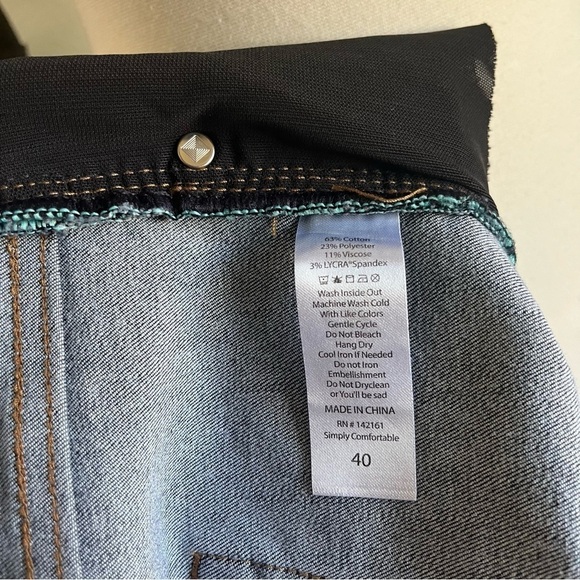 63% Cotton
23% Polyester
11% Viscose
3% LYCRA®Spandex
Wash Inside Out
Machine Wash Cold
With Like Colors
Gentle Cycle
Do Not Bleach
Hang Dry
Cool Iron If Needed
Do not Iron
Embellishment
Do Not Dryclean
or You'll be sad
MADE IN CHINA
RN # 142161
Simply Comfortable
40